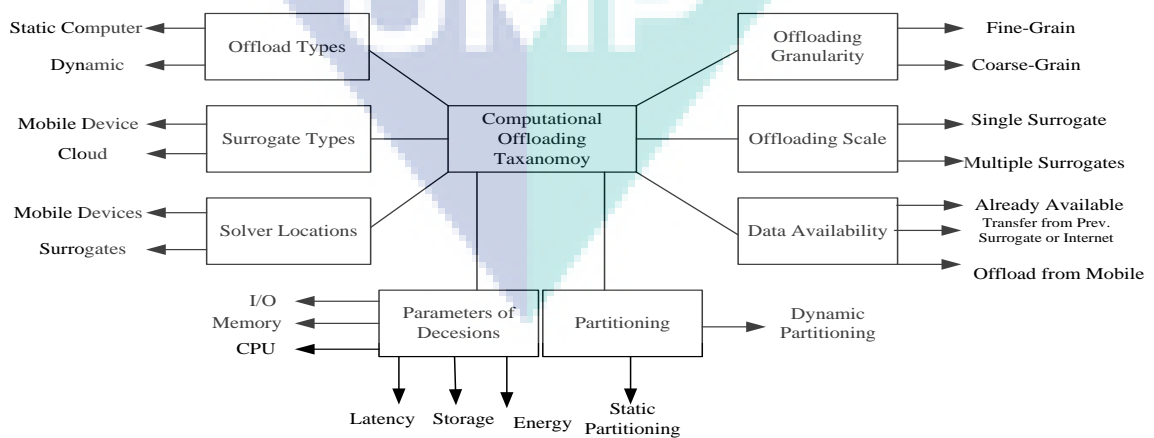 UMP
Static Computer
Dynamic
Offload Types
Offloading
Granularity
Fine-Grain
Coarse-Grain
Mobile Device
Cloud
Surrogate Types
Computational
Offloading
Taxanomoy
Offloading Scale
Single Surrogate
Multiple Surrogates
Mobile Devices
Surrogates
Solver Locations
Data Availability
Already Available
Transfer from Prev.
Surrogate or Internet
Offload from Mobile
I/O
Memory
CPU
Parameters of
Decesions
Partitioning
Dynamic
Partitioning
Latency
Storage
Energy
Static
Partitioning